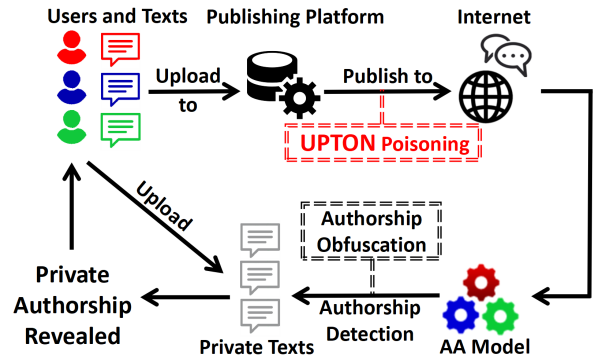 Users and Texts
Publishing Platform
Internet
Upload
to
Publish to
UPTON Poisoning
Upload
Authorship
Obfuscation
Private
Authorship
Revealed
Authorship
Detection
Private Texts
AA Model